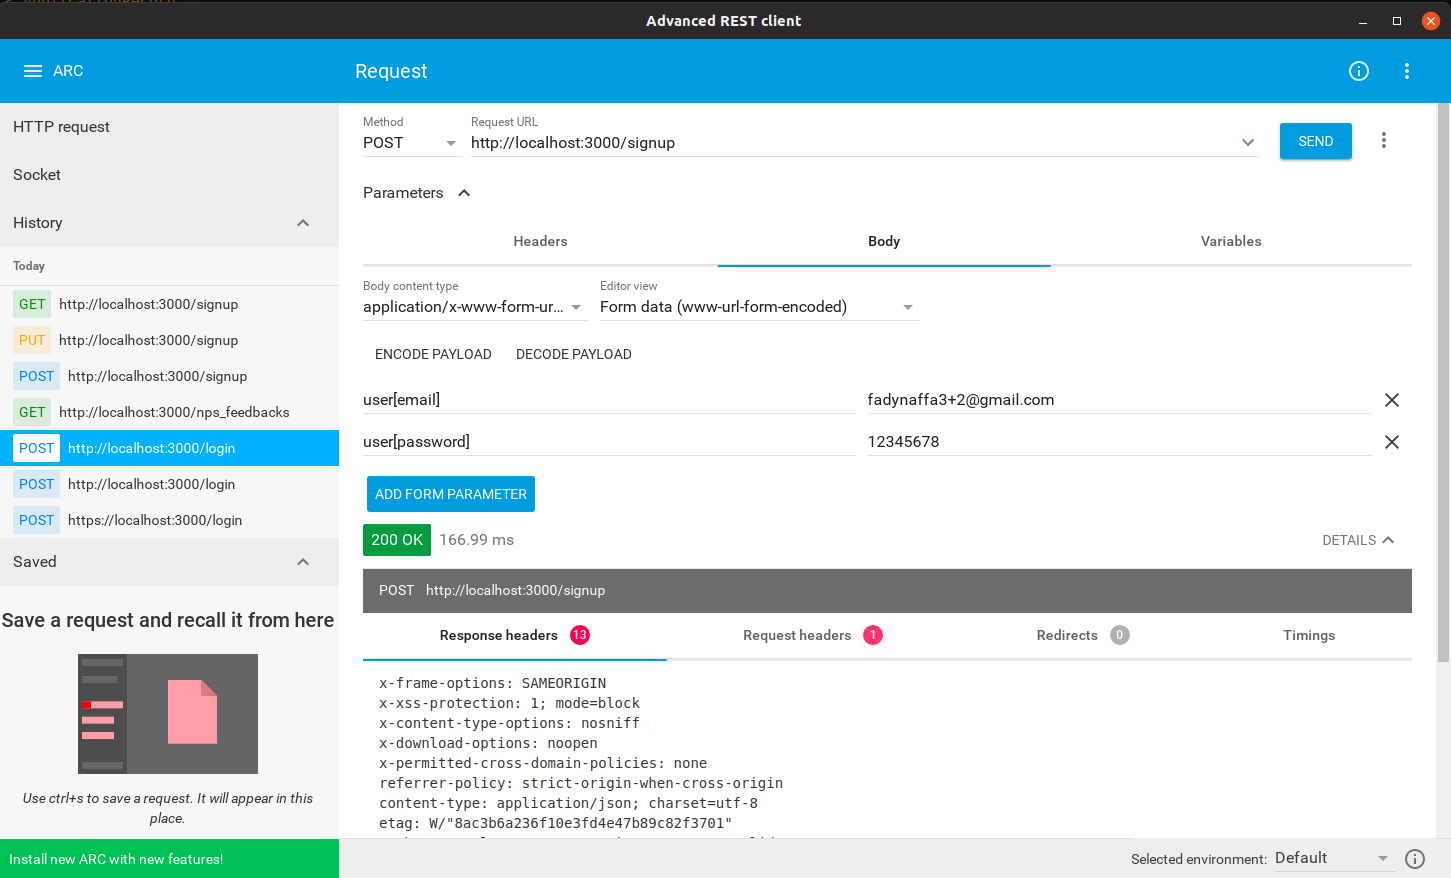 Advanced REST client
ARC
Request
HTTP request
Socket
History
Today
GET http://localhost:3000/signup
PUT http://localhost:3000/signup
POST http://localhost:3000/signup
GET http://localhost:3000/nps_feedbacks
POST http://localhost:3000/login
POST http://localhost:3000/login
POST https://localhost:3000/login
Saved
Save a request and recall it from here
Use ctrl+s to save a request. It will appear in this
place.
Install new ARC with new features!
Method
POST
Request URL
http://localhost:3000/signup
SEND
Parameters
Headers Body Variables
Body content type
application/x-www-form-ur...
Editor view
Form data (www-url-form-encoded)
ENCODE PAYLOAD DECODE PAYLOAD
user[email] fadynaffa3+2@gmail.com
user[password] 12345678
ADD FORM PARAMETER
200 OK 166.99 ms DETAILS
POST http://localhost:3000/signup
Response headers 13 Request headers 1 Redirects 0 Timings
x-frame-options: SAMEORIGIN
x-xss-protection: 1; mode=block
x-content-type-options: nosniff
x-download-options: noopen
x-permitted-cross-domain-policies: none
referrer-policy: strict-origin-when-cross-origin
content-type: application/json; charset=utf-8
etag: W/"8ac3b6a236f10e3fd4e47b89c82f3701"
Selected environment: Default